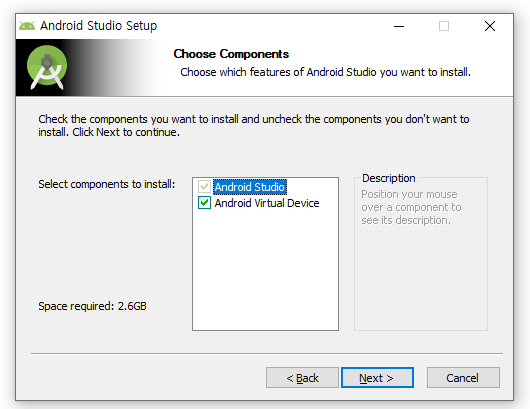 Android Studio Setup
Choose Components
Choose which features of Android Studio you want to install.
Check the components you want to install and uncheck the components you don't want to
install. Click Next to continue.
Select components to install:
Android Studio
Android Virtual Device
Description
Position your mouse
over a component to
see its description.
Space required: 2.6GB
< Back
Next >
Cancel